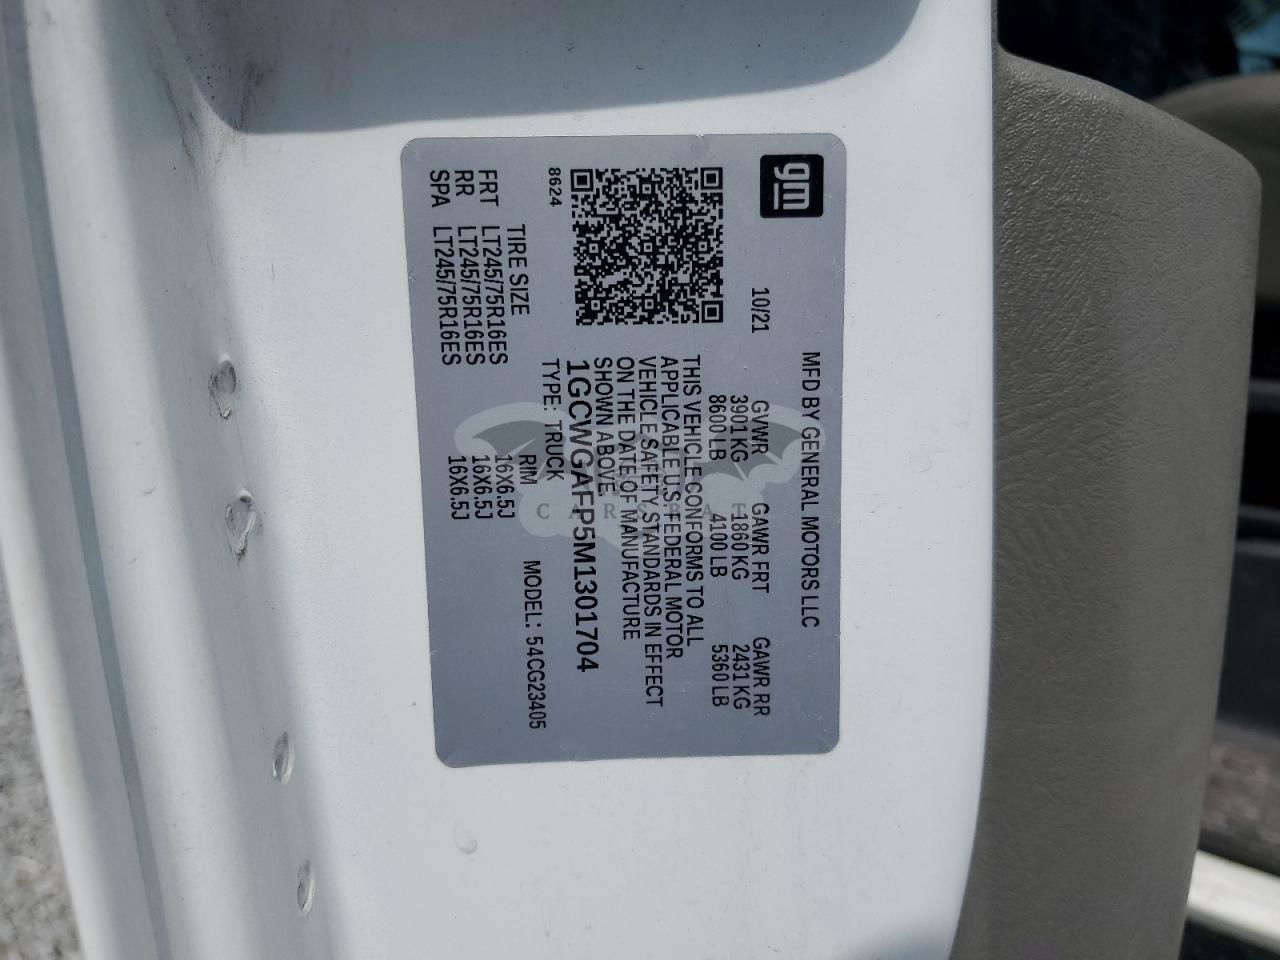 gm
MFD BY GENERAL MOTORS LLC
10/21
GVWR GAWR FRT GAWR RR
3901 KG 1860 KG 2431 KG
8600 LB 4100 LB 5360 LB
THIS VEHICLE CONFORMS TO ALL
APPLICABLE U.S. FEDERAL MOTOR
VEHICLE SAFETY STANDARDS IN EFFECT
ON THE DATE OF MANUFACTURE
SHOWN ABOVE.
1GCWGAFP5M1301704
8624
TYPE: TRUCK MODEL: 54CG23405
TIRE SIZE RIM
FRT LT245/75R16ES 16X6.5J
RR LT245/75R16ES 16X6.5J
SPA LT245/75R16ES 16X6.5J
CARSBAT